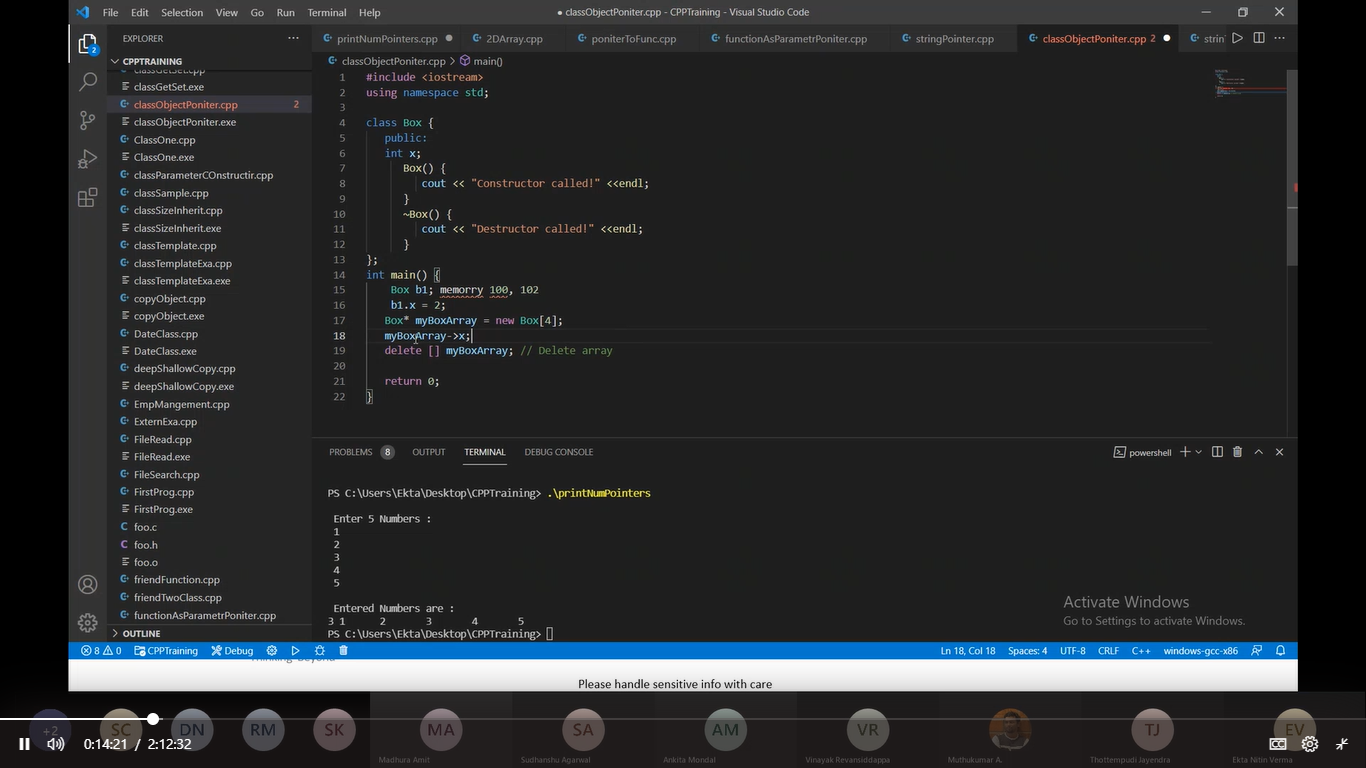 File Edit Selection View Go Run Terminal Help
● classObjectPoniter.cpp - CPPTraining - Visual Studio Code
EXPLORER
printNumPointers.cpp 2DArray.cpp poniterToFunc.cpp functionAsParametrPoniter.cpp stringPointer.cpp classObjectPoniter.cpp 2 strin
CPPTRAINING
classGetSet.cpp
classGetSet.exe
classObjectPoniter.cpp 2
classObjectPoniter.exe
ClassOne.cpp
ClassOne.exe
classParameterCOnstructir.cpp
classSample.cpp
classSizeInherit.cpp
classSizeInherit.exe
classTemplate.cpp
classTemplateExa.cpp
classTemplateExa.exe
copyObject.cpp
copyObject.exe
DateClass.cpp
DateClass.exe
deepShallowCopy.cpp
deepShallowCopy.exe
EmpMangement.cpp
ExternExa.cpp
FileRead.cpp
FileRead.exe
FileSearch.cpp
FirstProg.cpp
FirstProg.exe
foo.c
foo.h
foo.o
friendFunction.cpp
friendTwoClass.cpp
functionAsParametrPoniter.cpp
OUTLINE
2
classObjectPoniter.cpp > main()
1 #include <iostream>
2 using namespace std;
3
4 class Box {
5 public:
6 int x;
7 Box() {
8 cout << "Constructor called!" <<endl;
9 }
10 ~Box() {
11 cout << "Destructor called!" <<endl;
12 }
13 };
14 int main() {
15 Box b1; memorry 100, 102
16 b1.x = 2;
17 Box* myBoxArray = new Box[4];
18 myBoxArray->x;
19 delete [] myBoxArray; // Delete array
20
21 return 0;
22 }
PROBLEMS 8 OUTPUT TERMINAL DEBUG CONSOLE
powershell
PS C:\Users\Ekta\Desktop\CPPTraining> .\printNumPointers
Enter 5 Numbers :
1
2
3
4
5
Entered Numbers are :
3 1 2 3 4 5
PS C:\Users\Ekta\Desktop\CPPTraining>
Activate Windows
Go to Settings to activate Windows.
8 0 CPPTraining Debug
Ln 18, Col 18 Spaces: 4 UTF-8 CRLF C++ windows-gcc-x86
Please handle sensitive info with care
+2 SC DN RM SK MA SA AM VR TJ EV
0:14:21 / 2:12:32
CC
Madhura Amit Sudhanshu Agarwal Ankita Mondal Vinayak Revansiddappa Muthukumar A. Thottempudi Jayendra Ekta Nitin Verma